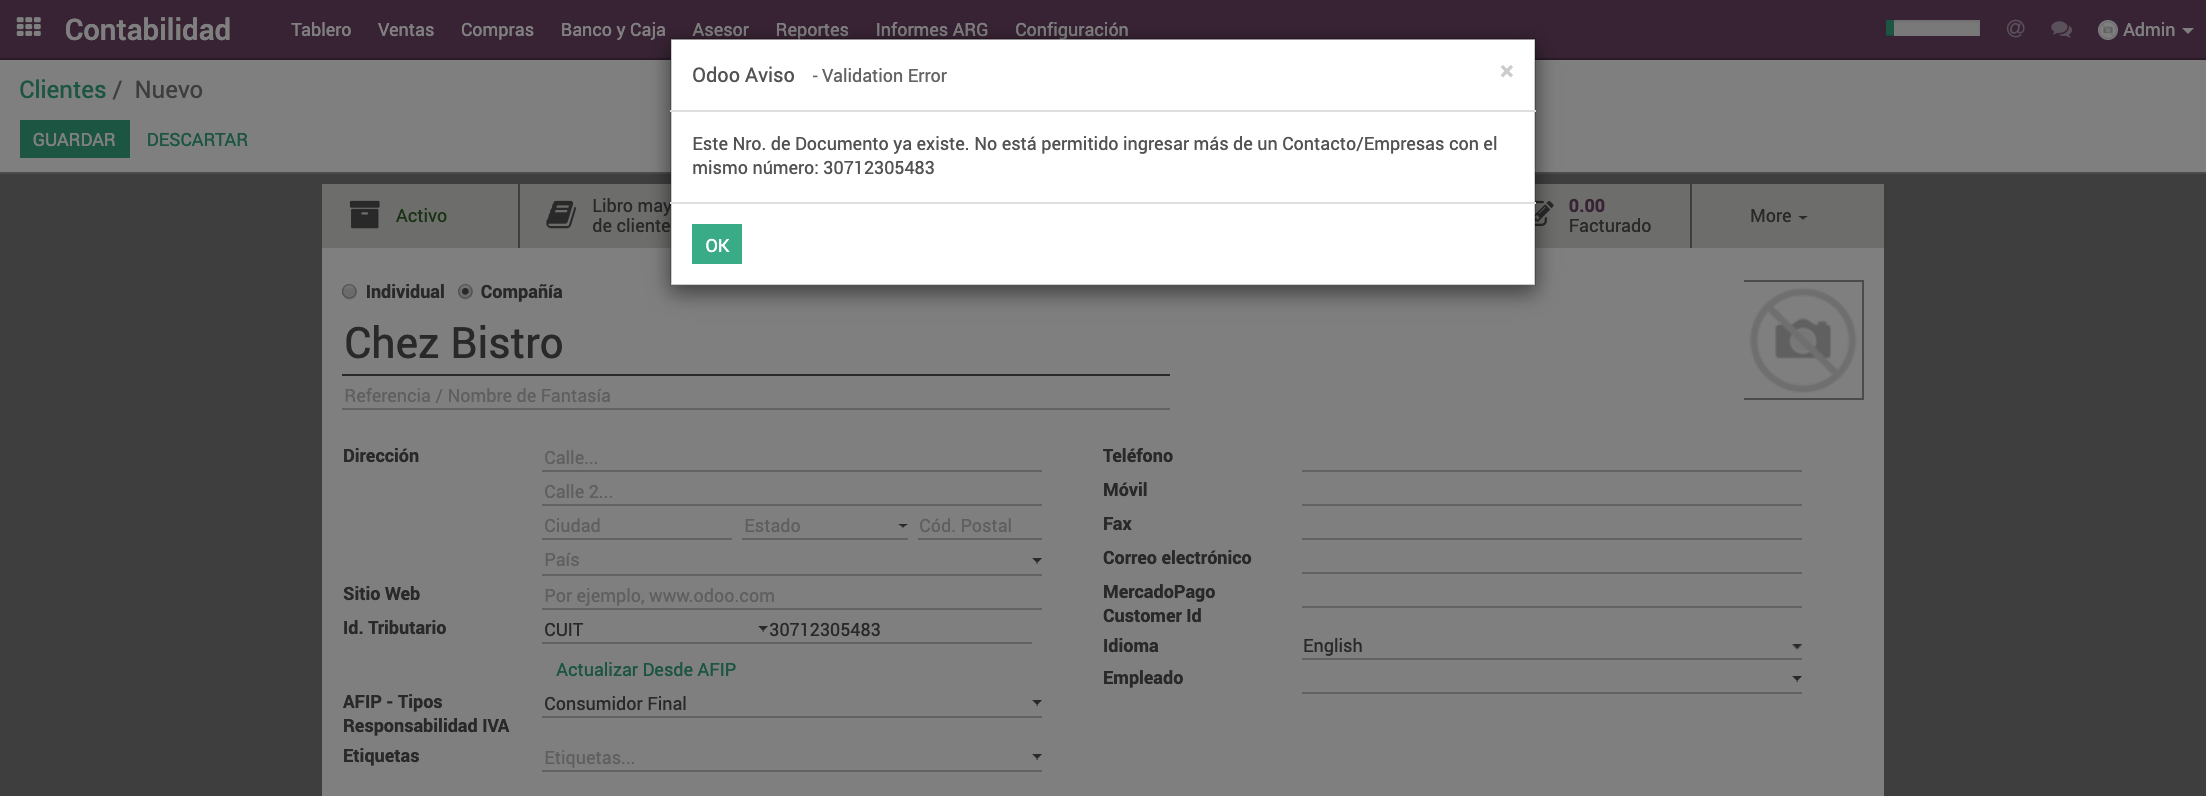 Contabilidad Tablero Ventas Compras Banco y Caja Asesor Reportes Informes ARG Configuración @ Admin
Clientes / Nuevo
GUARDAR DESCARTAR
Odoo Aviso - Validation Error ×
Este Nro. de Documento ya existe. No está permitido ingresar más de un Contacto/Empresas con el
mismo número: 30712305483
OK
Activo
Libro may
de cliente
0.00
Facturado
More
Individual Compañía
Chez Bistro
Referencia / Nombre de Fantasía
Dirección
Calle...
Calle 2...
Ciudad Estado Cód. Postal
País
Sitio Web Por ejemplo, www.odoo.com
Id. Tributario CUIT 30712305483
Actualizar Desde AFIP
AFIP - Tipos
Responsabilidad IVA
Consumidor Final
Etiquetas Etiquetas...
Teléfono
Móvil
Fax
Correo electrónico
MercadoPago
Customer Id
Idioma English
Empleado